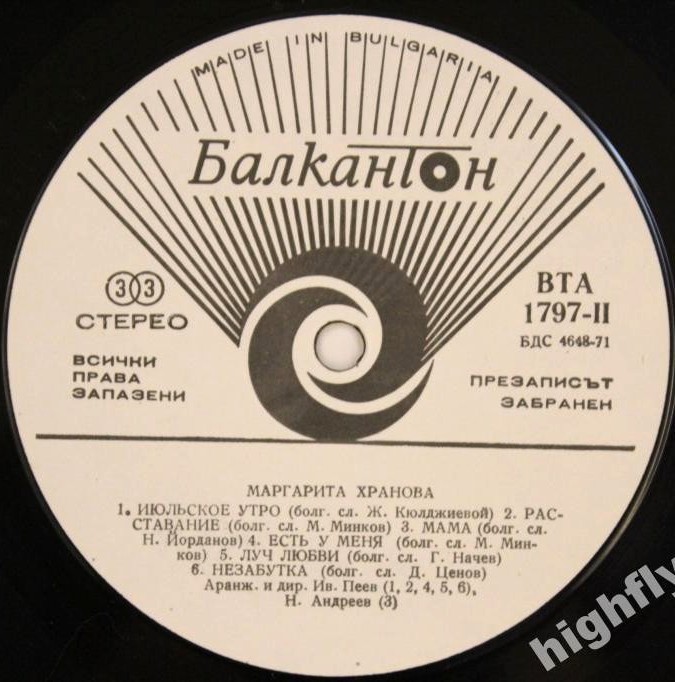 MADE IN BULGARIA
Балкантон
33
СТЕРЕО
ВТА
1797-II
БДС 4648-71
ВСИЧКИ
ПРАВА
ЗАПАЗЕНИ
ПРЕЗАПИСЪТ
ЗАБРАНЕН
МАРГАРИТА ХРАНОВА
1. ИЮЛЬСКОЕ УТРО (болг. сл. Ж. Кюлджиевой) 2. РАС-
СТАВАНИЕ (болг. сл. М. Минков) 3. МАМА (болг. сл.
Н. Йорданов) 4. ЕСТЬ У МЕНЯ (болг. сл. М. Мин-
ков) 5. ЛУЧ ЛЮБВИ (болг. сл. Г. Начев)
6. НЕЗАБУТКА (болг. сл. Д. Ценов)
Аранж. и дир. Ив. Пеев (1, 2, 4, 5, 6),
Н. Андреев (3)
highfly